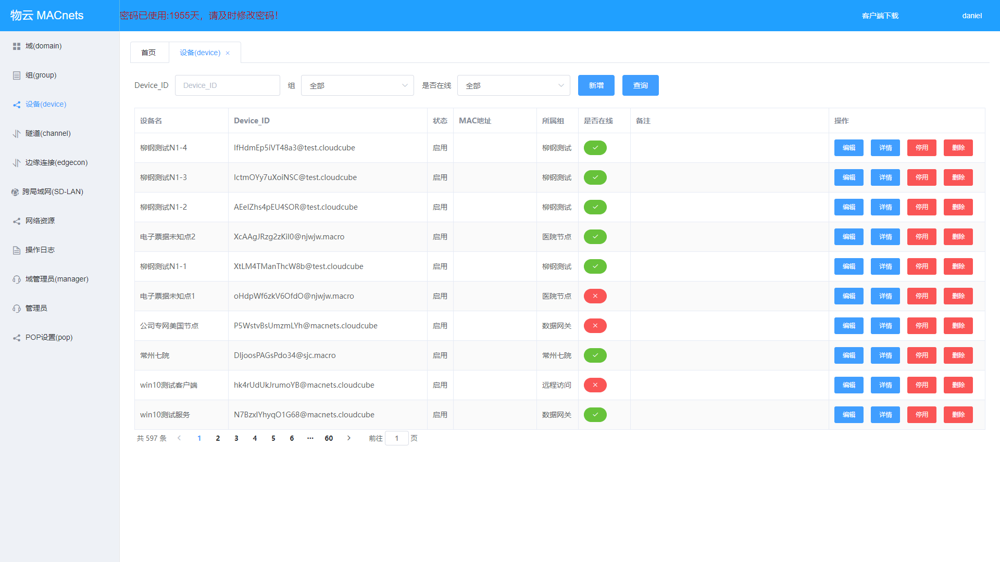 物云 MACnets
密码已使用:1955天，请及时修改密码！
客户端下载
daniel
域(domain)
组(group)
设备(device)
隧道(channel)
边缘连接(edgecon)
跨局域网(SD-LAN)
网络资源
操作日志
域管理员(manager)
管理员
POP设置(pop)
首页 设备(device)
Device_ID Device_ID 组 全部 是否在线 全部 新增 查询
设备名 Device_ID 状态 MAC地址 所属组 是否在线 备注 操作
柳钢测试N1-4 IfHdmEp5iVT48a3@test.cloudcube 启用 柳钢测试 编辑 详情 停用 删除
柳钢测试N1-3 IctmOYy7uXoiNSC@test.cloudcube 启用 柳钢测试 编辑 详情 停用 删除
柳钢测试N1-2 AEeIZhs4pEU4SOR@test.cloudcube 启用 柳钢测试 编辑 详情 停用 删除
电子票据未知点2 XcAAgJRzg2zKil0@njwjw.macro 启用 医院节点 编辑 详情 停用 删除
柳钢测试N1-1 XtLM4TManThcW8b@test.cloudcube 启用 柳钢测试 编辑 详情 停用 删除
电子票据未知点1 oHdpWf6zkV6OfdO@njwjw.macro 启用 医院节点 编辑 详情 停用 删除
公司专网美国节点 P5WstvBsUmzmLYh@macnets.cloudcube 启用 数据网关 编辑 详情 停用 删除
常州七院 DljoosPAGsPdo34@sjc.macro 启用 常州七院 编辑 详情 停用 删除
win10测试客户端 hk4rUdUkJrumoYB@macnets.cloudcube 启用 远程访问 编辑 详情 停用 删除
win10测试服务 N7BzxIYhyqO1G68@macnets.cloudcube 启用 数据网关 编辑 详情 停用 删除
共 597 条 1 2 3 4 5 6 ··· 60 前往 1 页